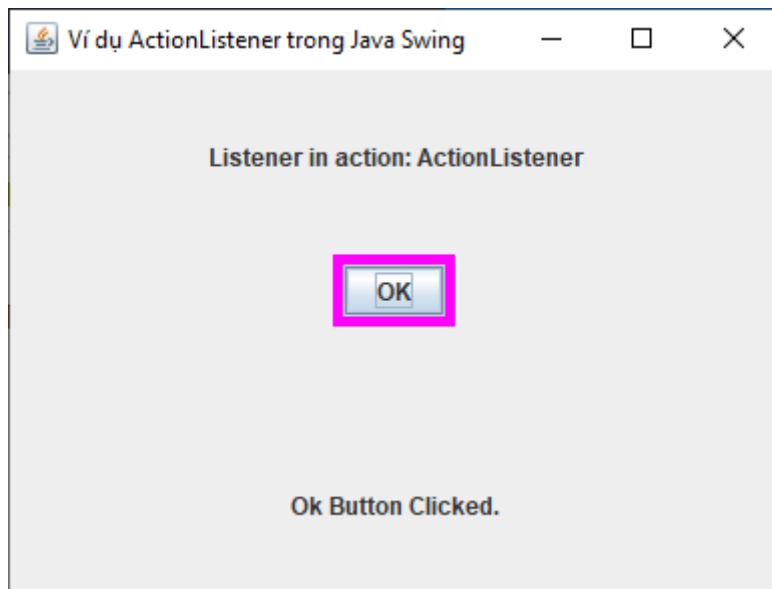 Ví dụ ActionListener trong Java Swing
Listener in action: ActionListener
OK
Ok Button Clicked.